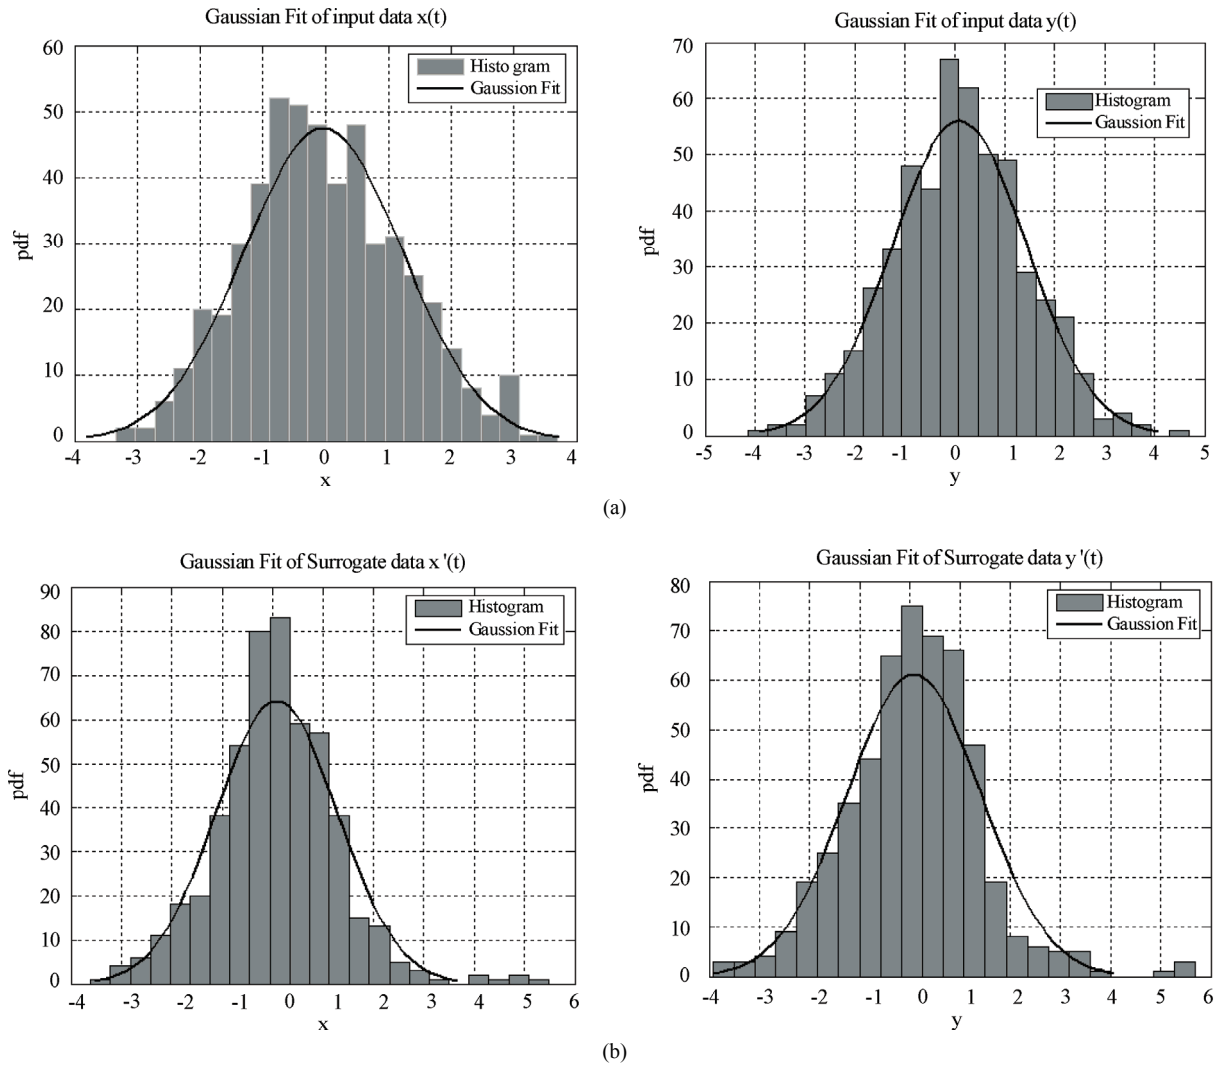 Gaussian Fit of input data x(t)
60
50
40
30
20
10
0
pdf
Histo gram
Gaussion Fit
-4 -3 -2 -1 0 1 2 3 4
x
Gaussian Fit of input data y(t)
70
60
50
40
30
20
10
0
pdf
Histogram
Gaussion Fit
-5 -4 -3 -2 -1 0 1 2 3 4 5
y
(a)
Gaussian Fit of Surrogate data x '(t)
90
80
70
60
50
40
30
20
10
0
pdf
Histogram
Gaussion Fit
-4 -3 -2 -1 0 1 2 3 4 5 6
x
Gaussian Fit of Surrogate data y '(t)
80
70
60
50
40
30
20
10
0
pdf
Histogram
Gaussion Fit
-4 -3 -2 -1 0 1 2 3 4 5 6
y
(b)